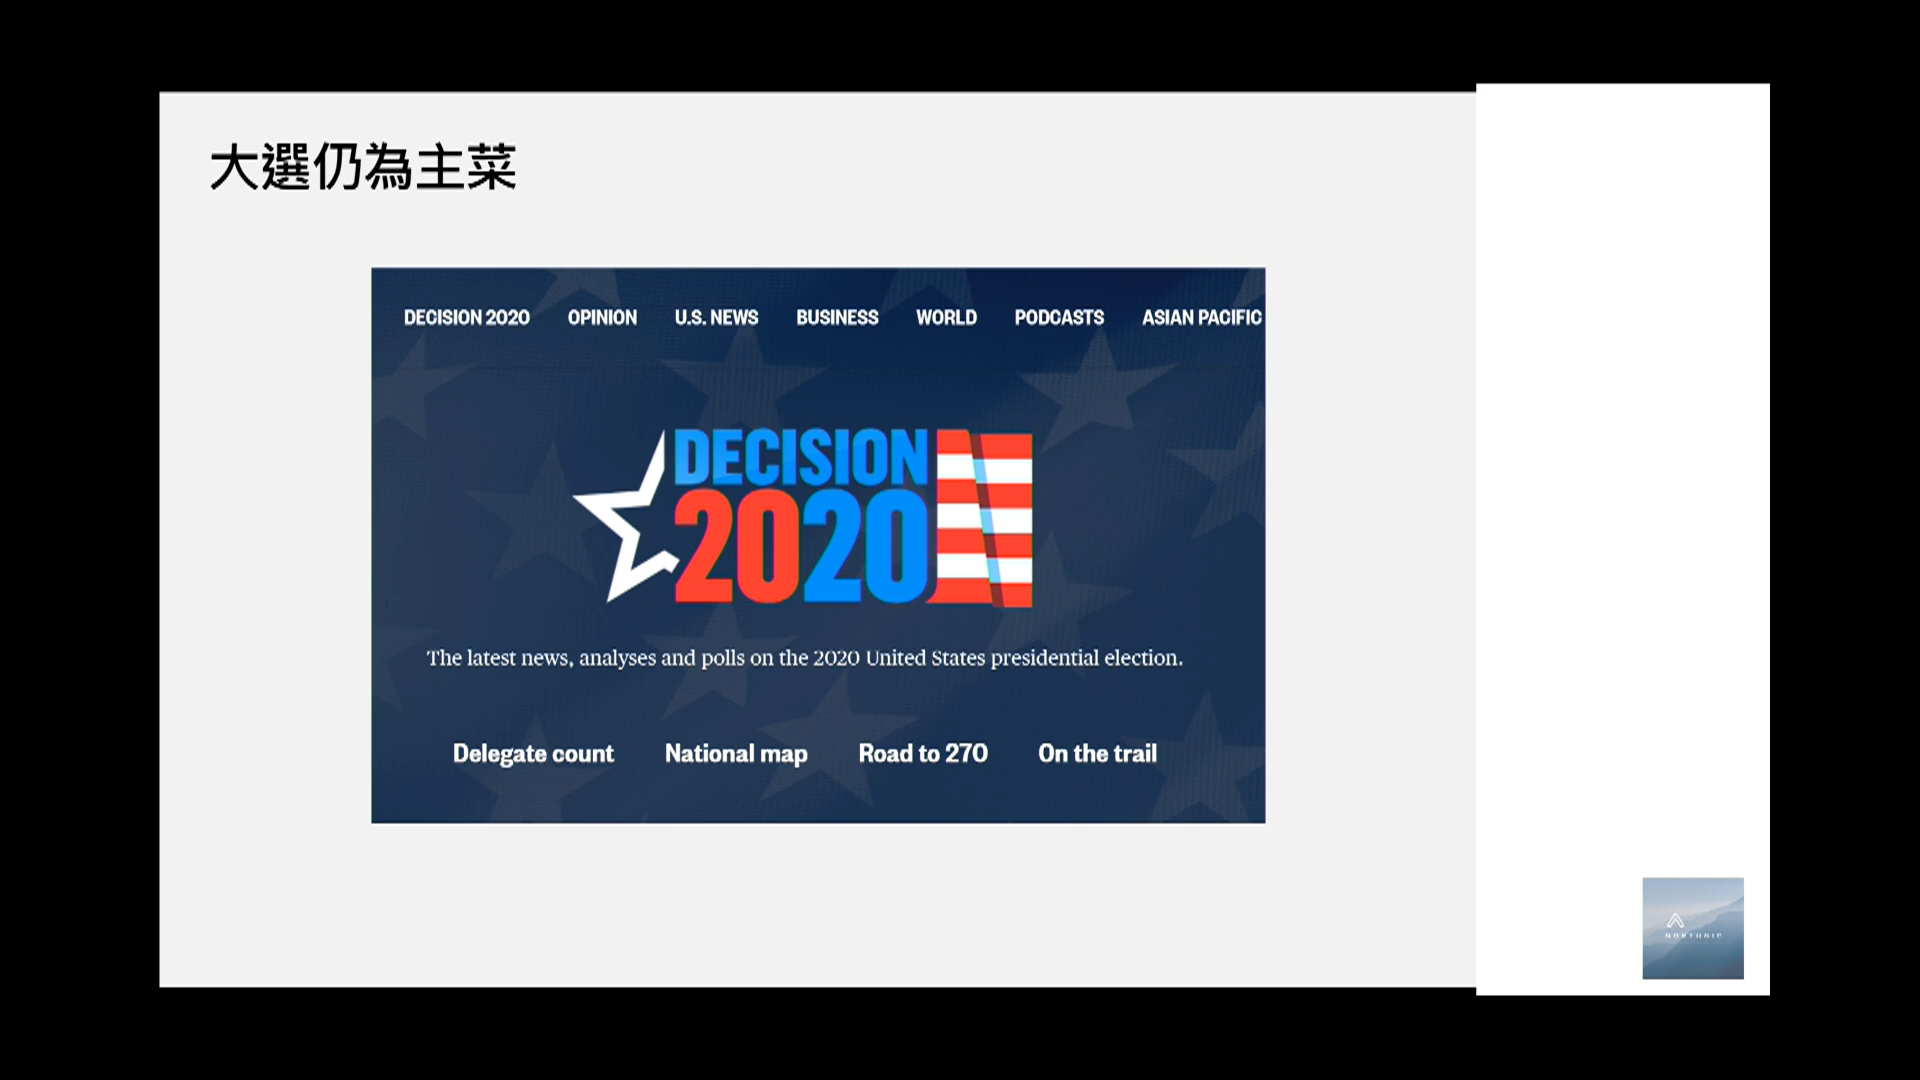 大選仍為主菜
DECISION 2020 OPINION U.S. NEWS BUSINESS WORLD PODCASTS ASIAN PACIFIC
DECISION
2020
The latest news, analyses and polls on the 2020 United States presidential election.
Delegate count National map Road to 270 On the trail